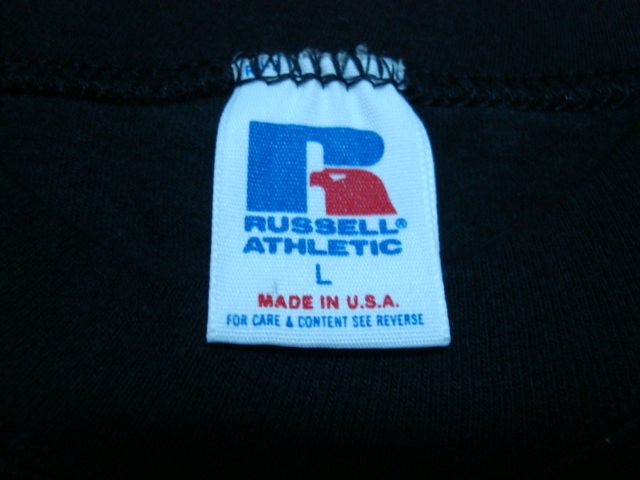 R
RUSSELL®
ATHLETIC
L
MADE IN U.S.A.
FOR CARE & CONTENT SEE REVERSE